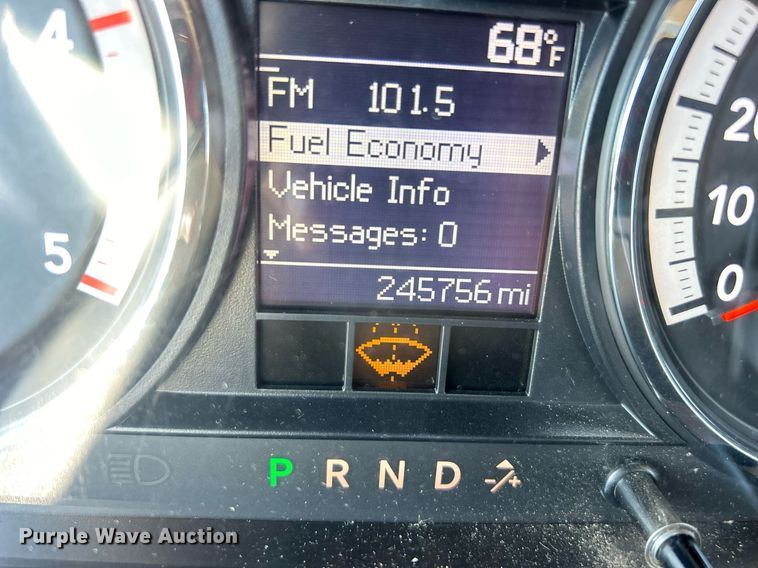 68°F
FM 101.5
Fuel Economy
Vehicle Info
Messages: 0
245756 mi
4
5
20
10
0
P R N D -/+
Purple Wave Auction®